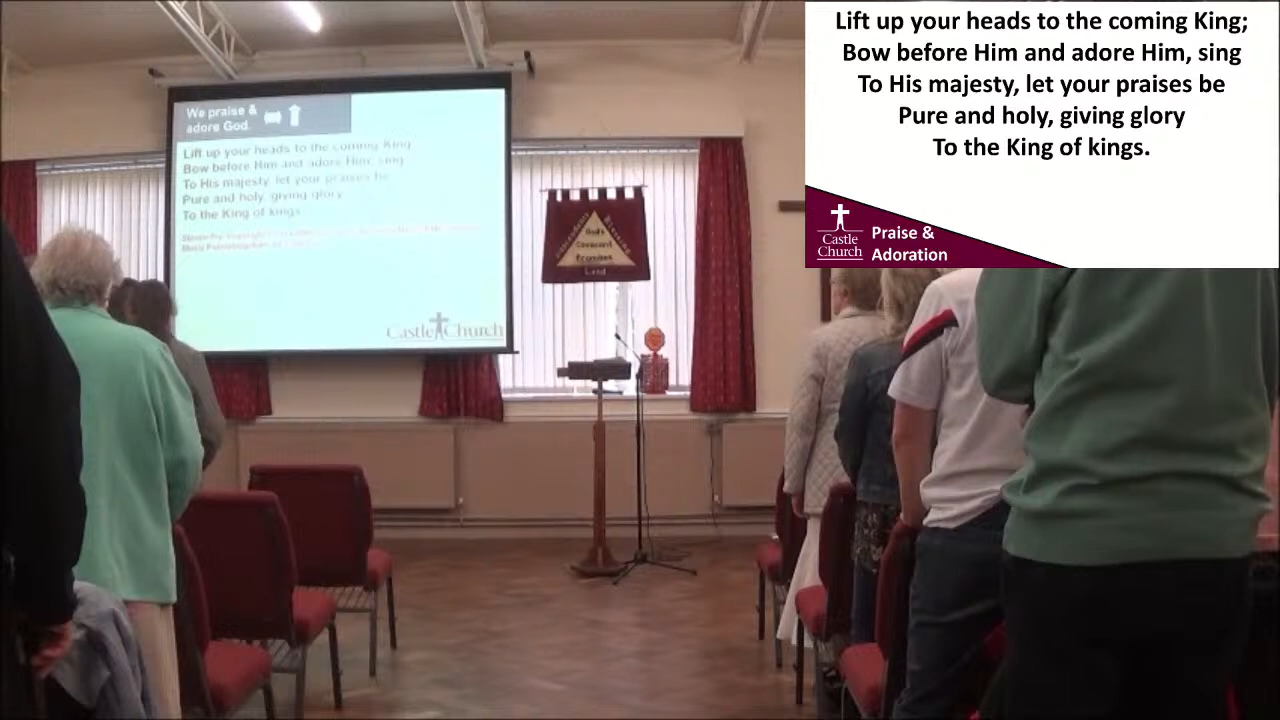 We praise &
adore God.
Lift up your heads to the coming King
Bow before Him and adore Him, sing
To His majesty, let your praises be
Pure and holy, giving glory
To the King of kings.
Castle Church
God's
Covenant
Promises
Land
Lift up your heads to the coming King;
Bow before Him and adore Him, sing
To His majesty, let your praises be
Pure and holy, giving glory
To the King of kings.
Castle
Church
Praise &
Adoration